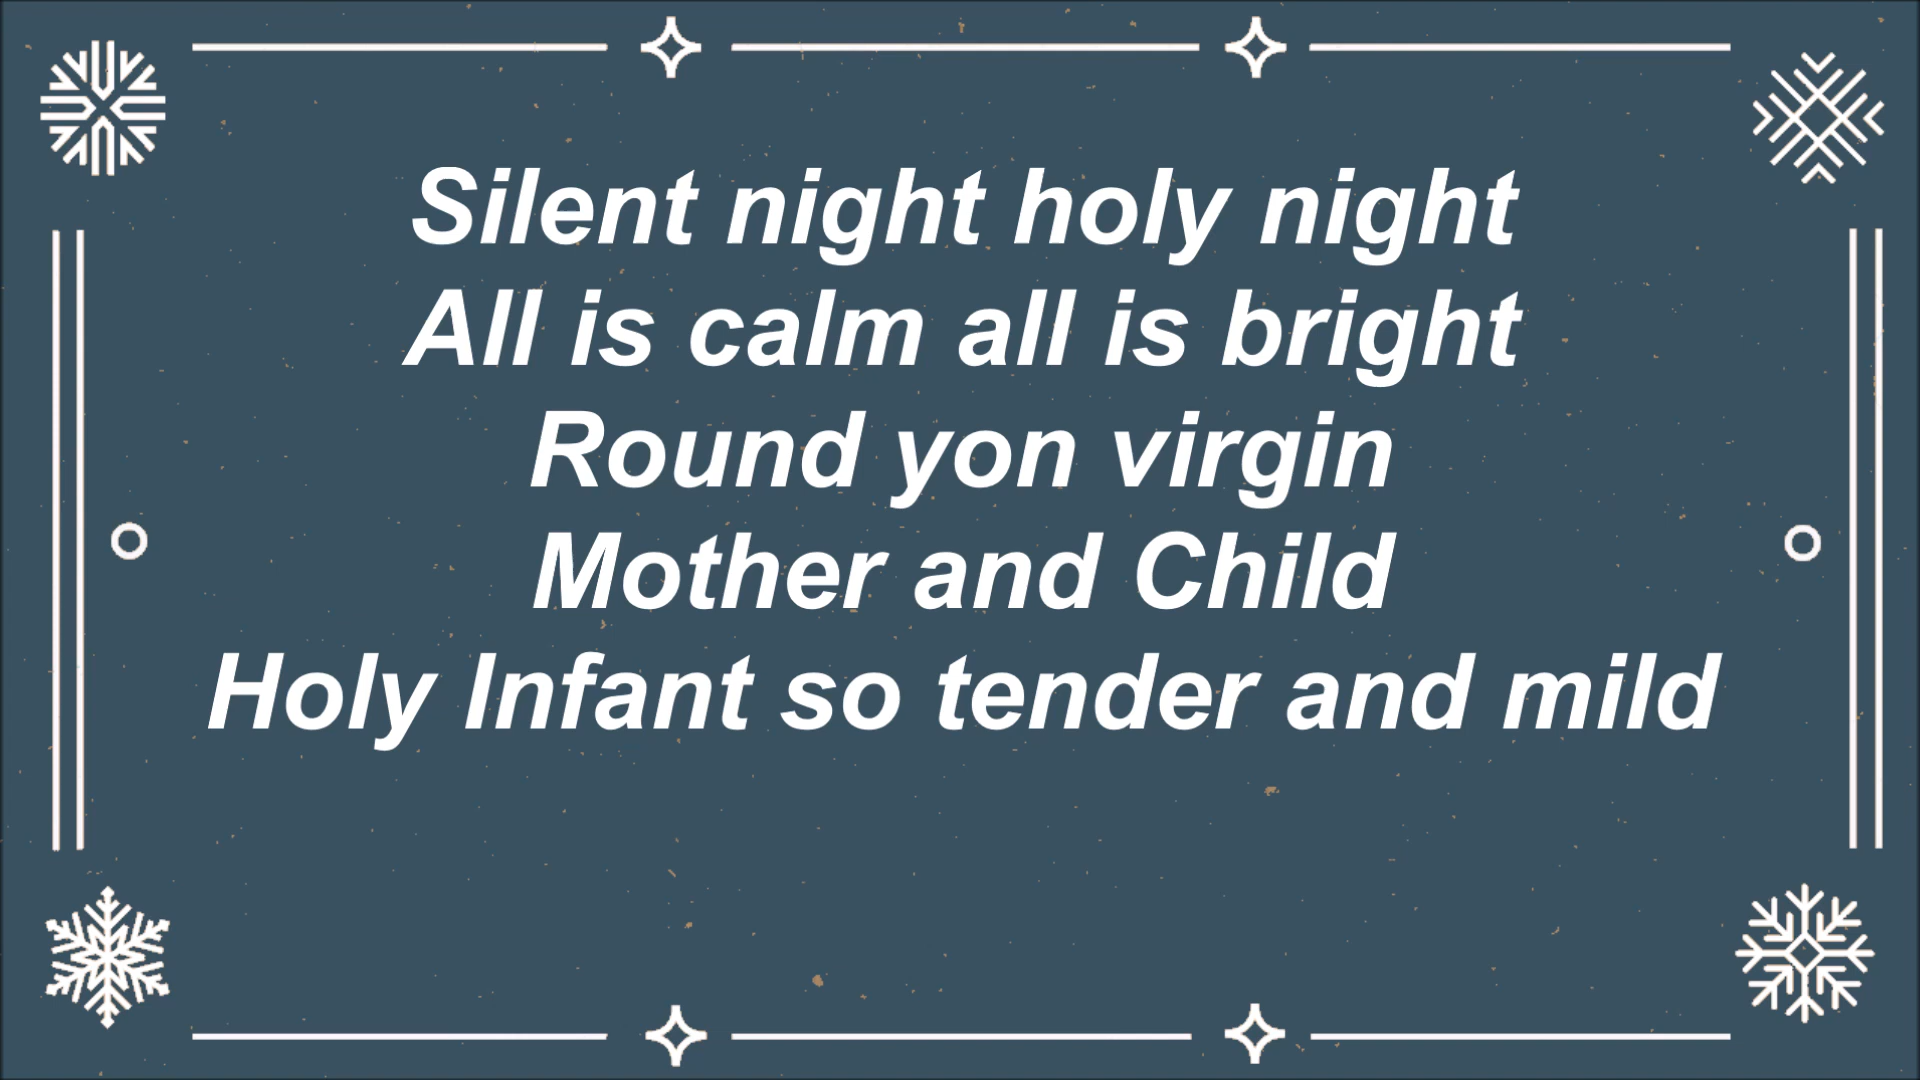 Silent night holy night
All is calm all is bright
Round yon virgin
Mother and Child
Holy Infant so tender and mild